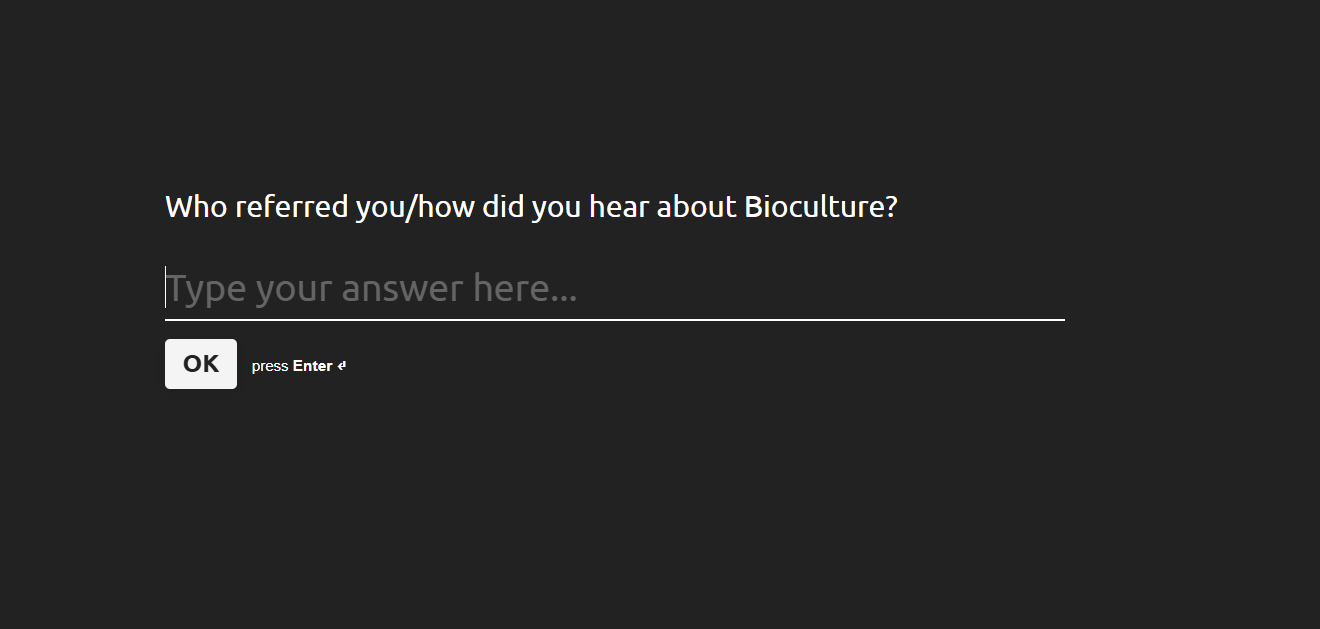 Who referred you/how did you hear about Bioculture?
Type your answer here...
OK press Enter ↵